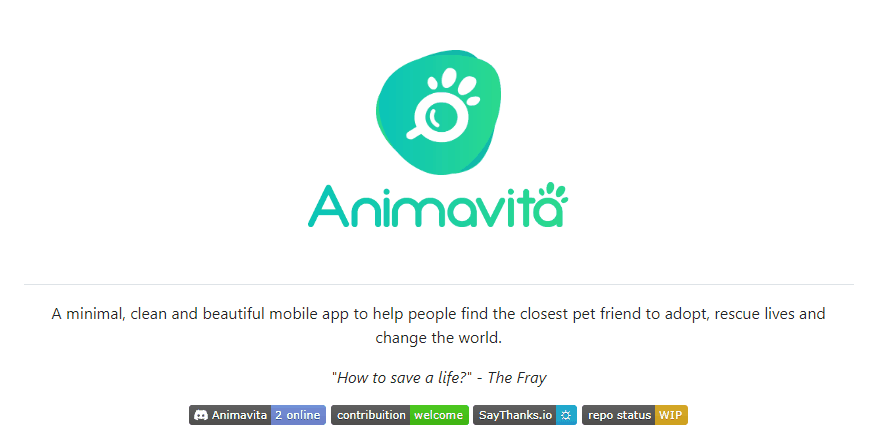 Animavita
A minimal, clean and beautiful mobile app to help people find the closest pet friend to adopt, rescue lives and
change the world.
"How to save a life?" - The Fray
Animavita 2 online contribuition welcome SayThanks.io repo status WIP